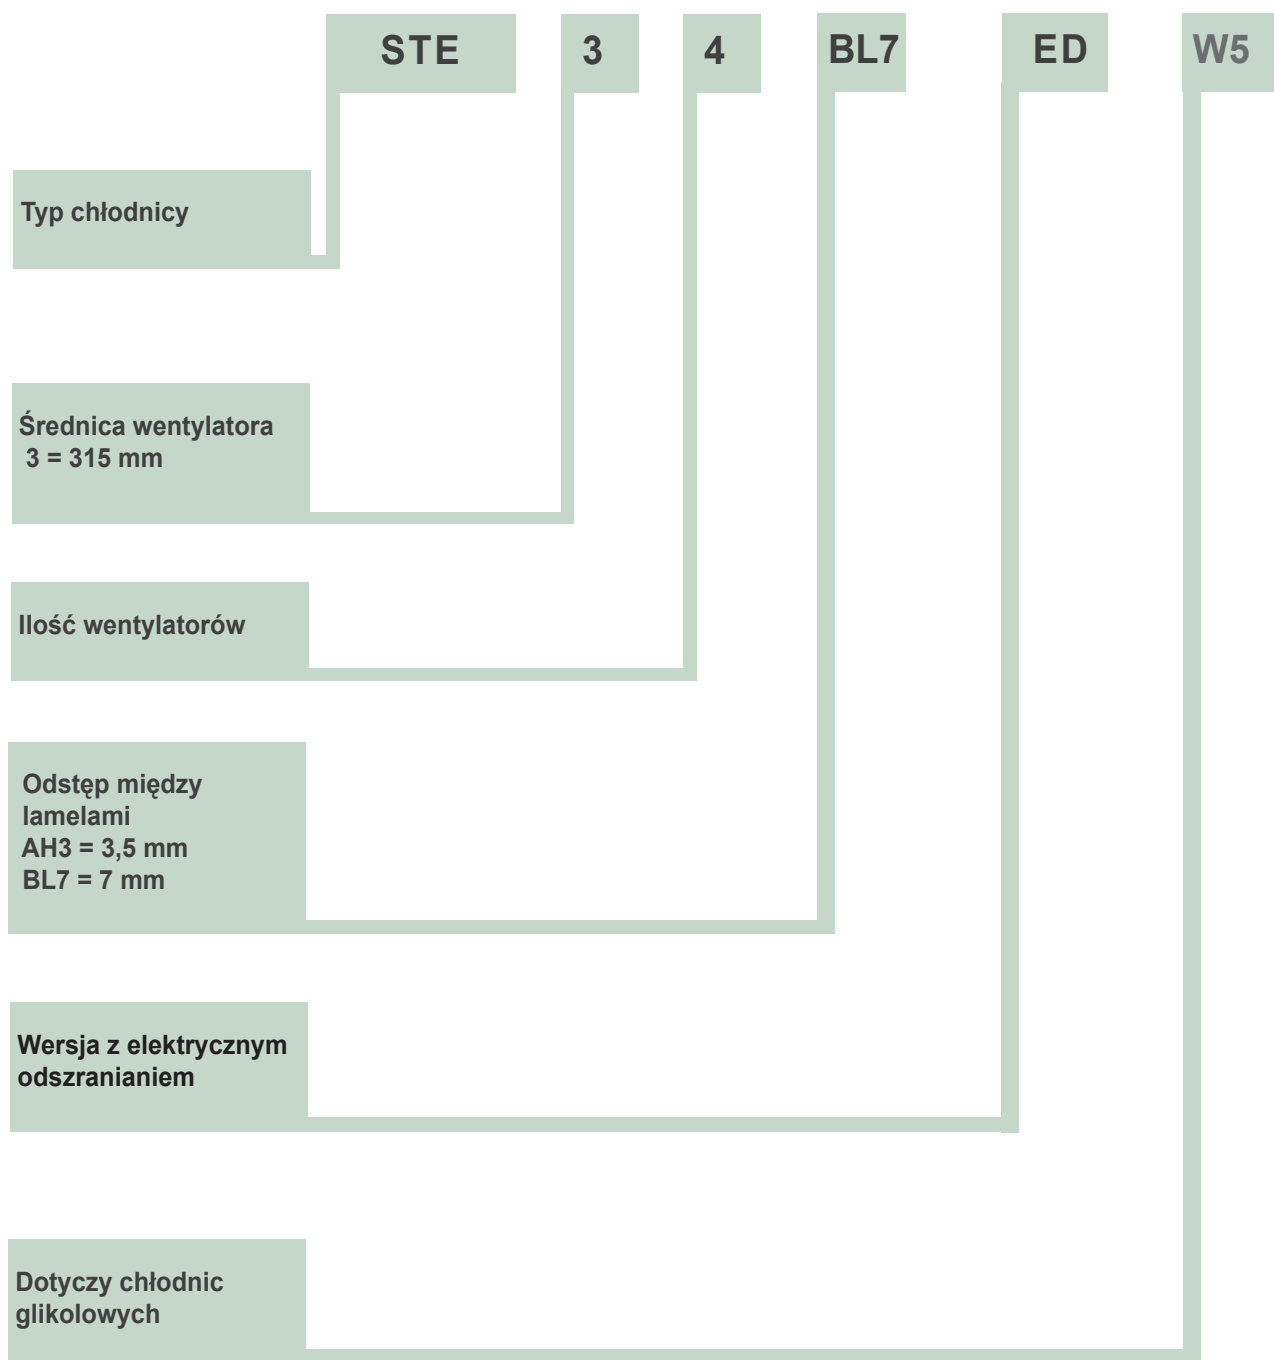 STE 3 4 BL7 ED W5
Typ chłodnicy
Średnica wentylatora
3 = 315 mm
Ilość wentylatorów
Odstęp między
lamelami
AH3 = 3,5 mm
BL7 = 7 mm
Wersja z elektrycznym
odszranianiem
Dotyczy chłodnic
glikolowych